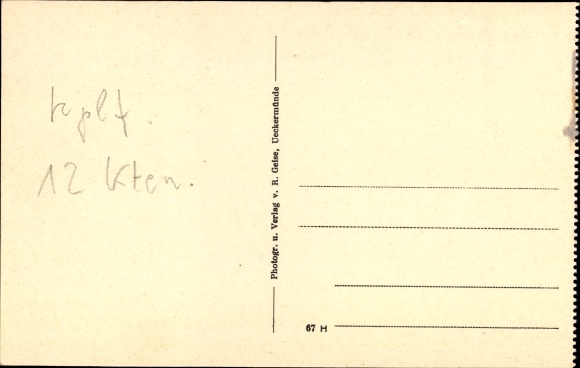 kplt.
12 Kten.
Photogr. u. Verlag v. R. Geise, Ueckermünde
67 H